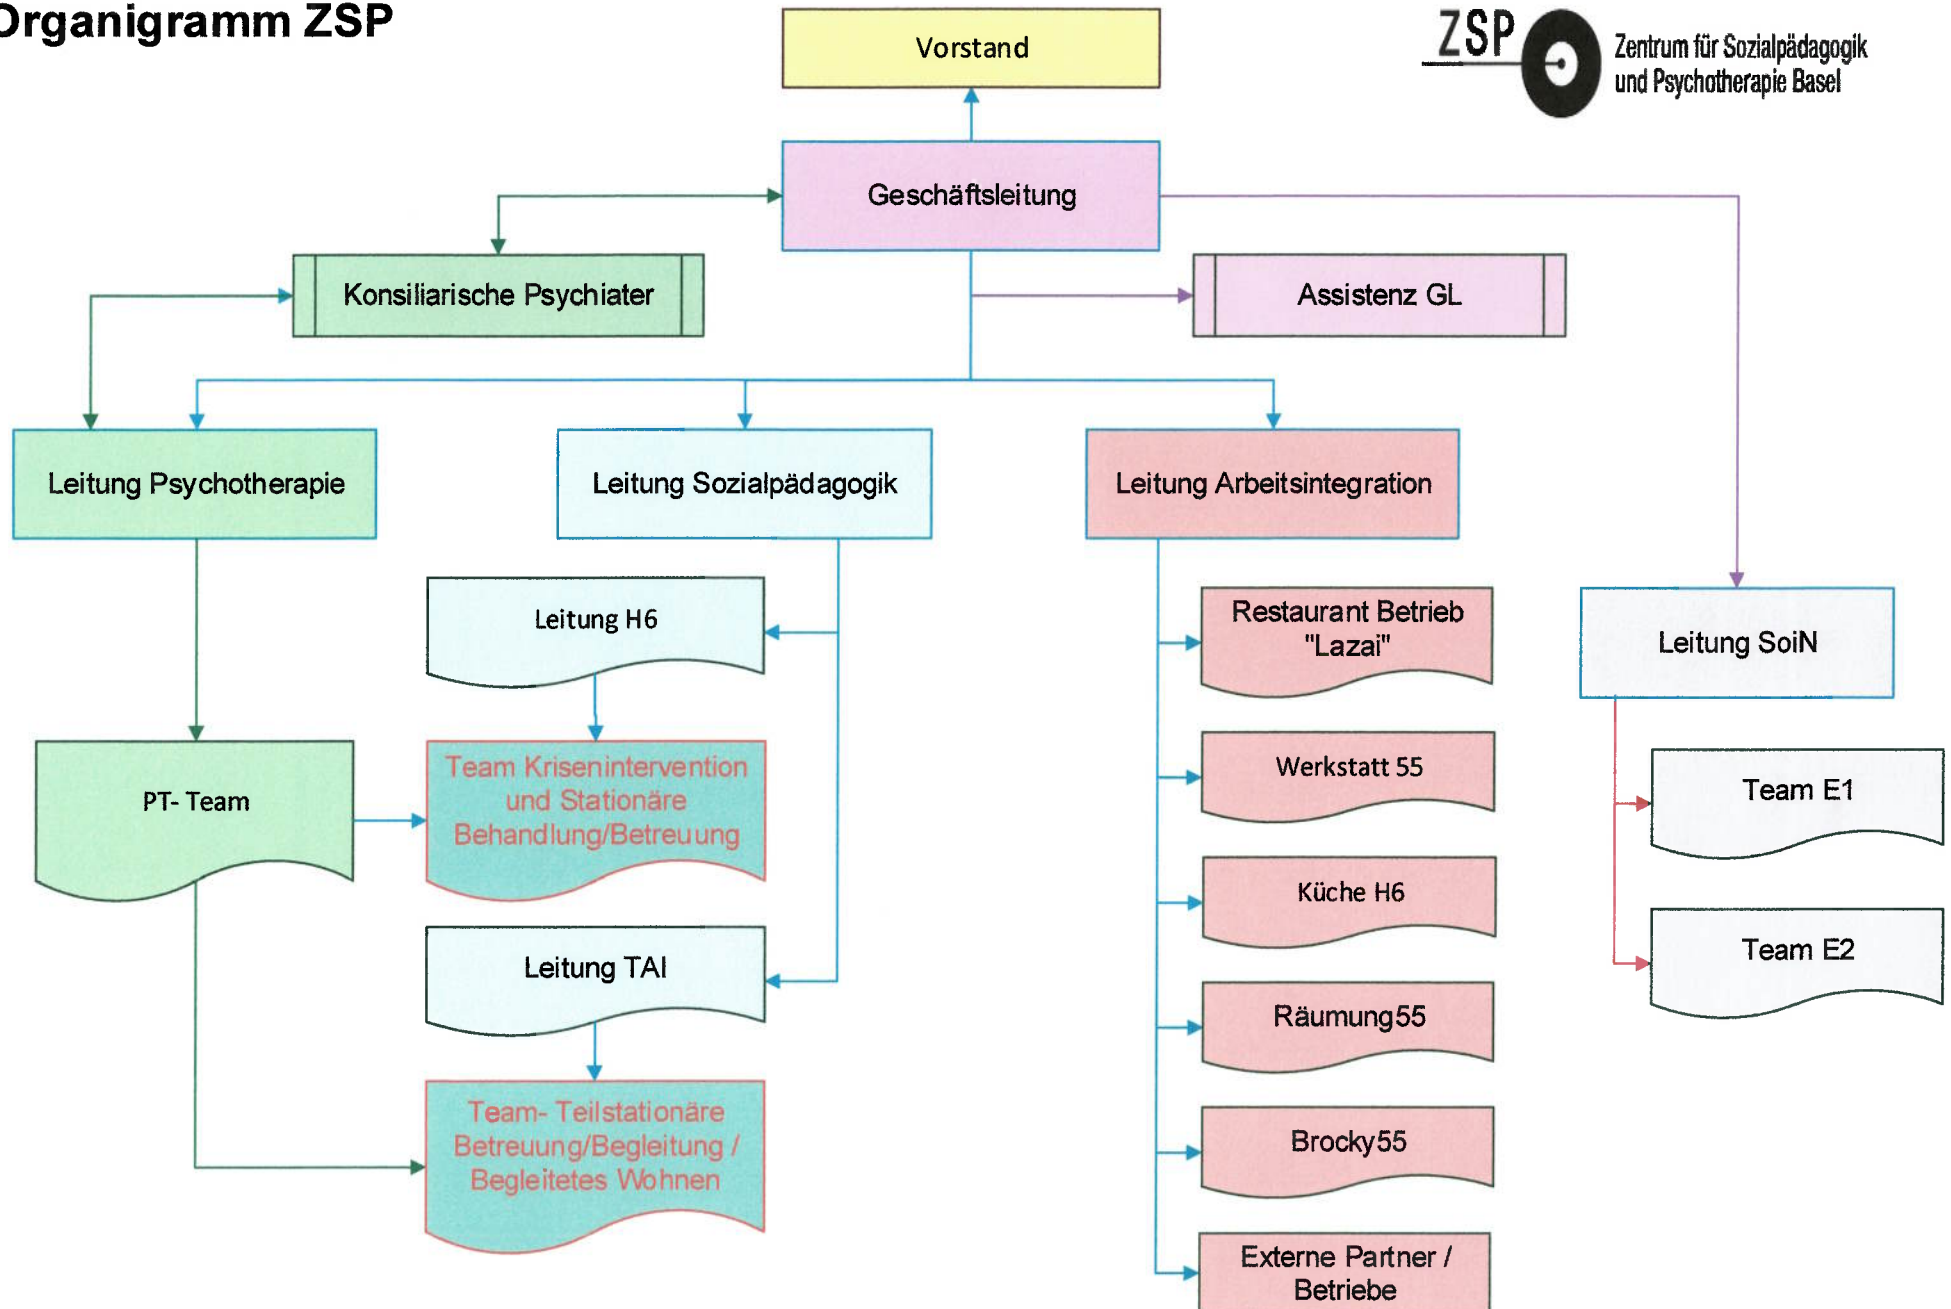 Organigramm ZSP
Vorstand
ZSP
Zentrum für Sozialpädagogik
und Psychotherapie Basel
Geschäftsleitung
Konsiliarische Psychiater
Assistenz GL
Leitung Psychotherapie
Leitung Sozialpädagogik
Leitung Arbeitsintegration
Leitung H6
Restaurant Betrieb
"Lazai"
Leitung SoiN
PT- Team
Team Krisenintervention
und Stationäre
Behandlung/Betreuung
Werkstatt 55
Team E1
Küche H6
Leitung TAI
Team E2
Räumung55
Team- Teilstationäre
Betreuung/Begleitung /
Begleitetes Wohnen
Brocky55
Externe Partner /
Betriebe